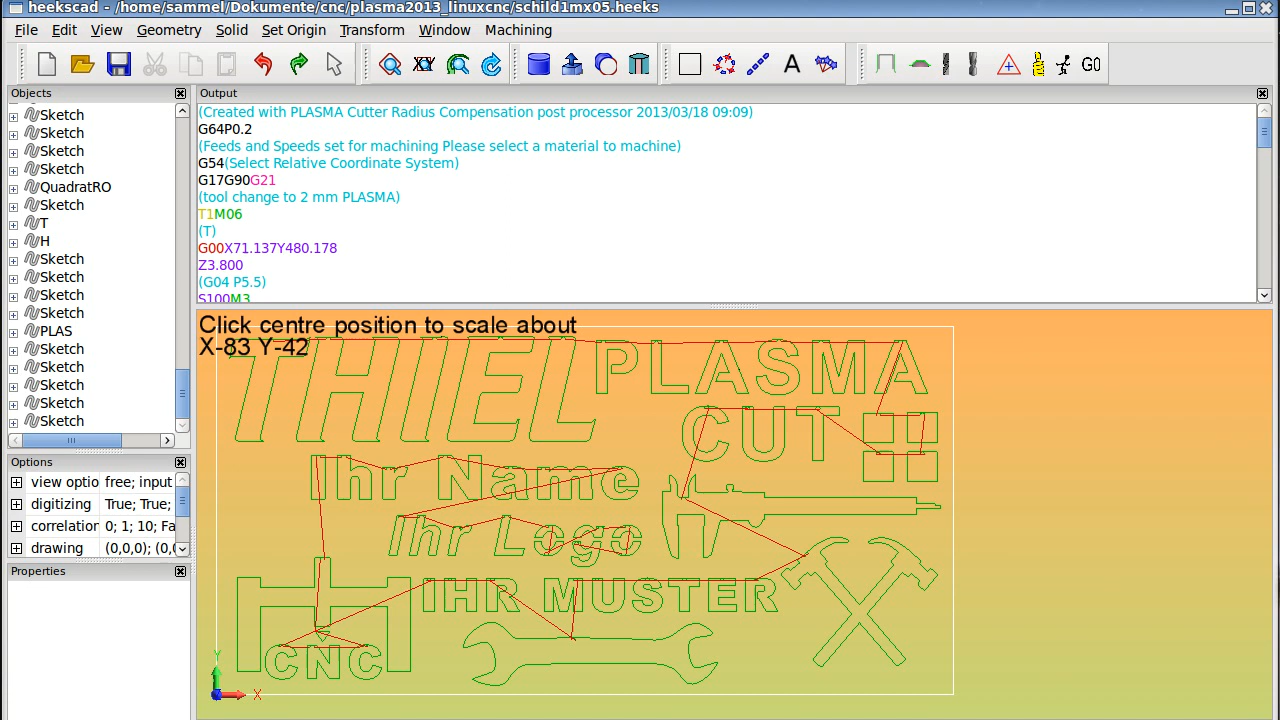 heekscad - /home/sammel/Dokumente/cnc/plasma2013_linuxcnc/schild1mx05.heeks
File Edit View Geometry Solid Set Origin Transform Window Machining
A G0
Objects
Sketch
Sketch
Sketch
Sketch
QuadratRO
Sketch
T
H
Sketch
Sketch
Sketch
Sketch
PLAS
Sketch
Sketch
Sketch
Sketch
Sketch
Options
view optio free; input
digitizing True; True;
correlation 0; 1; 10; Fa
drawing (0,0,0); (0,0
Properties
Output
(Created with PLASMA Cutter Radius Compensation post processor 2013/03/18 09:09)
G64P0.2
(Feeds and Speeds set for machining Please select a material to machine)
G54(Select Relative Coordinate System)
G17G90G21
(tool change to 2 mm PLASMA)
T1M06
(T)
G00X71.137Y480.178
Z3.800
(G04 P5.5)
S100M3
Click centre position to scale about
X-83 Y-42
THIEL PLASMA
CUT
Ihr Name
Ihr Logo
IHR MUSTER
CNC
Y
X